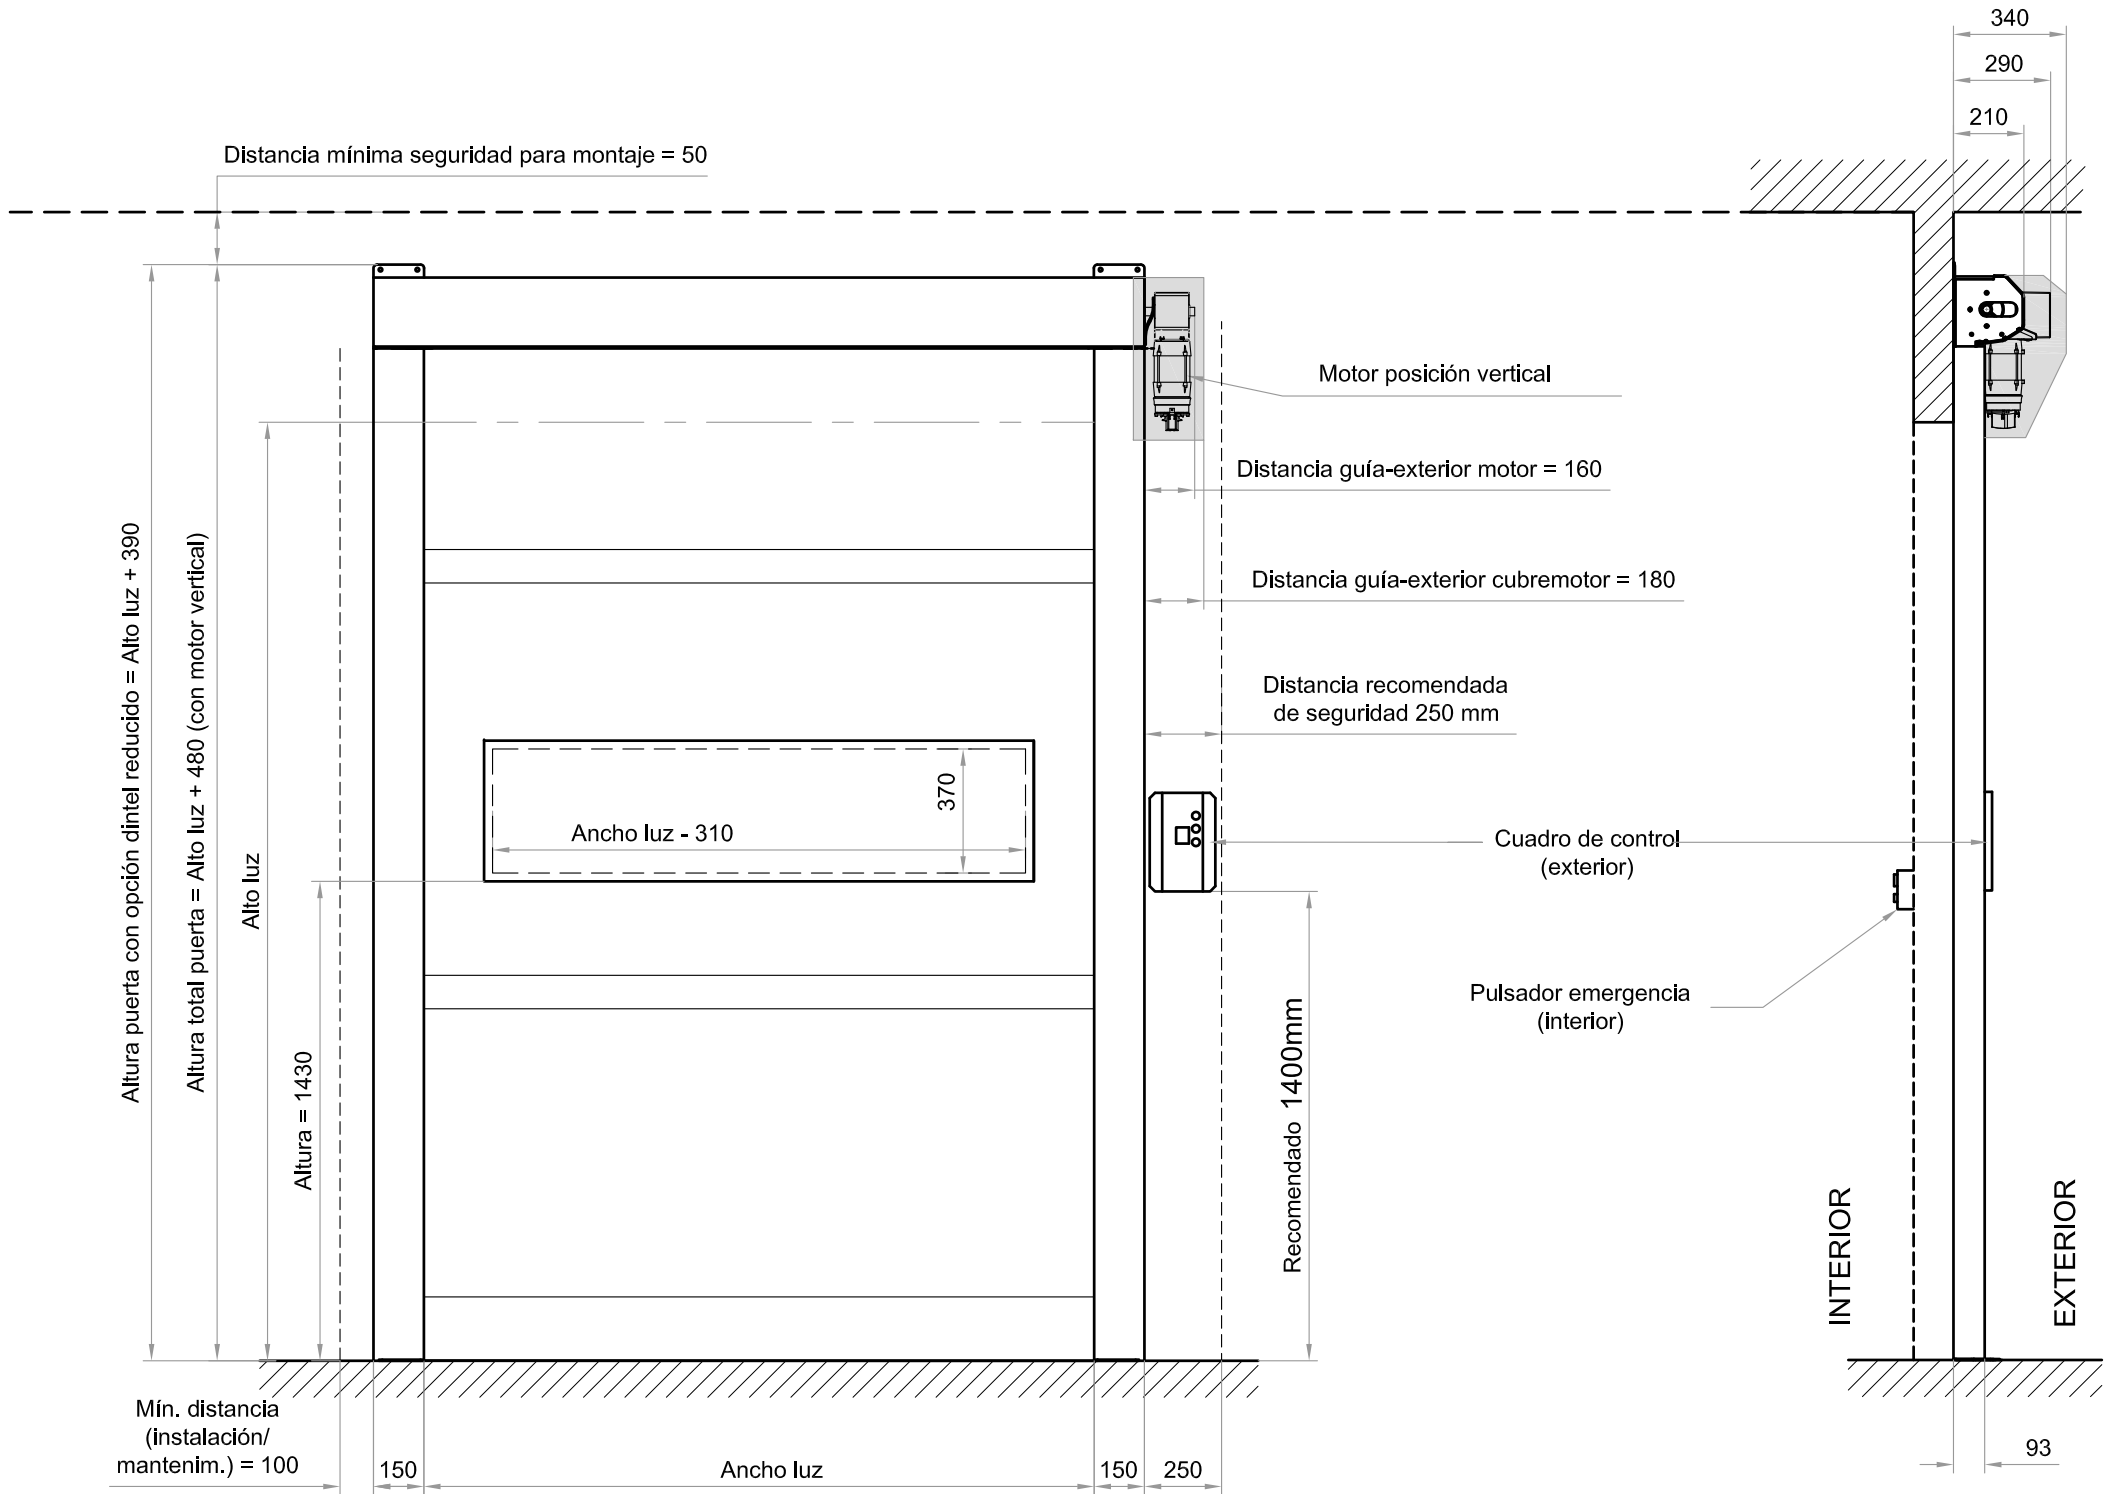 340
290
210
Distancia mínima seguridad para montaje = 50
Motor posición vertical
Distancia guía-exterior motor = 160
Distancia guía-exterior cubremotor = 180
Distancia recomendada
de seguridad 250 mm
Altura puerta con opción dintel reducido = Alto luz + 390
Altura total puerta = Alto luz + 480 (con motor vertical)
Alto luz
Altura = 1430
370
Ancho luz - 310
Cuadro de control
(exterior)
Pulsador emergencia
(interior)
Recomendado 1400mm
INTERIOR
EXTERIOR
Mín. distancia
(instalación/
mantenim.) = 100
150
Ancho luz
150
250
93